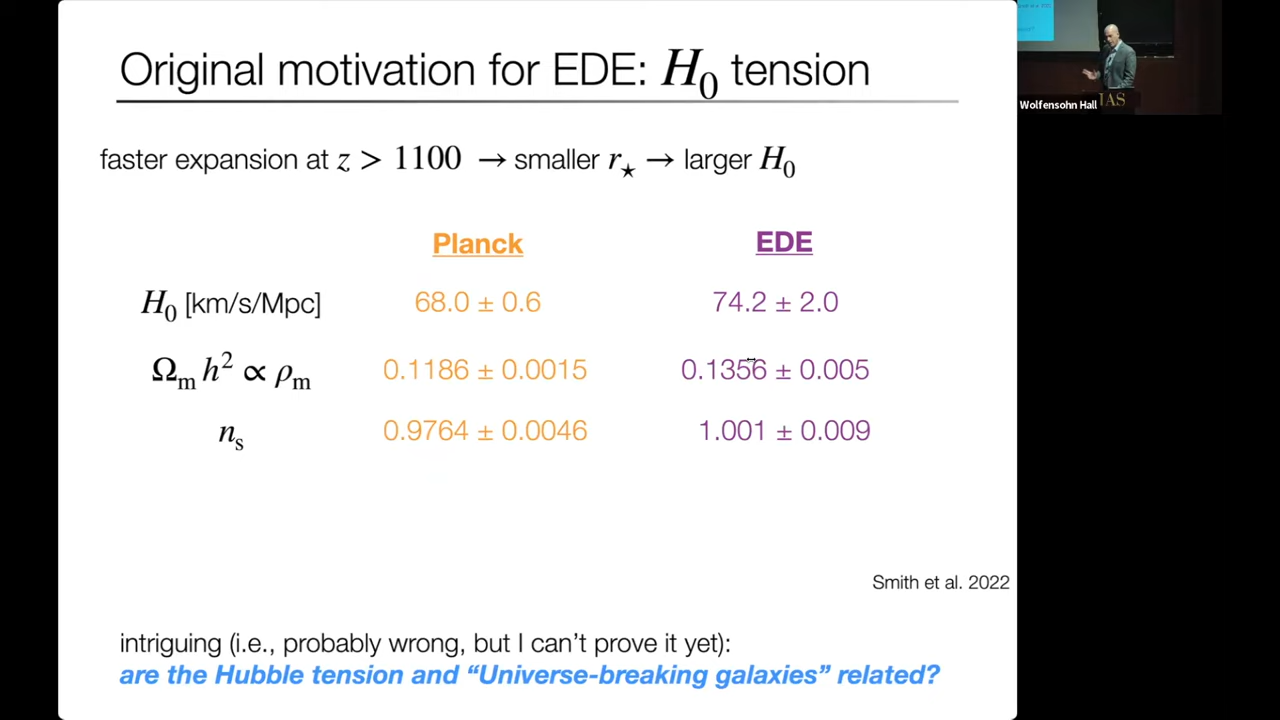 Original motivation for EDE: H₀ tension
faster expansion at z > 1100 → smaller r⋆ → larger H₀
Planck EDE
H₀ [km/s/Mpc] 68.0 ± 0.6 74.2 ± 2.0
Ωₘ h² ∝ ρₘ 0.1186 ± 0.0015 0.1356 ± 0.005
nₛ 0.9764 ± 0.0046 1.001 ± 0.009
Smith et al. 2022
intriguing (i.e., probably wrong, but I can’t prove it yet):
are the Hubble tension and “Universe-breaking galaxies” related?
Wolfensohn Hall
IAS